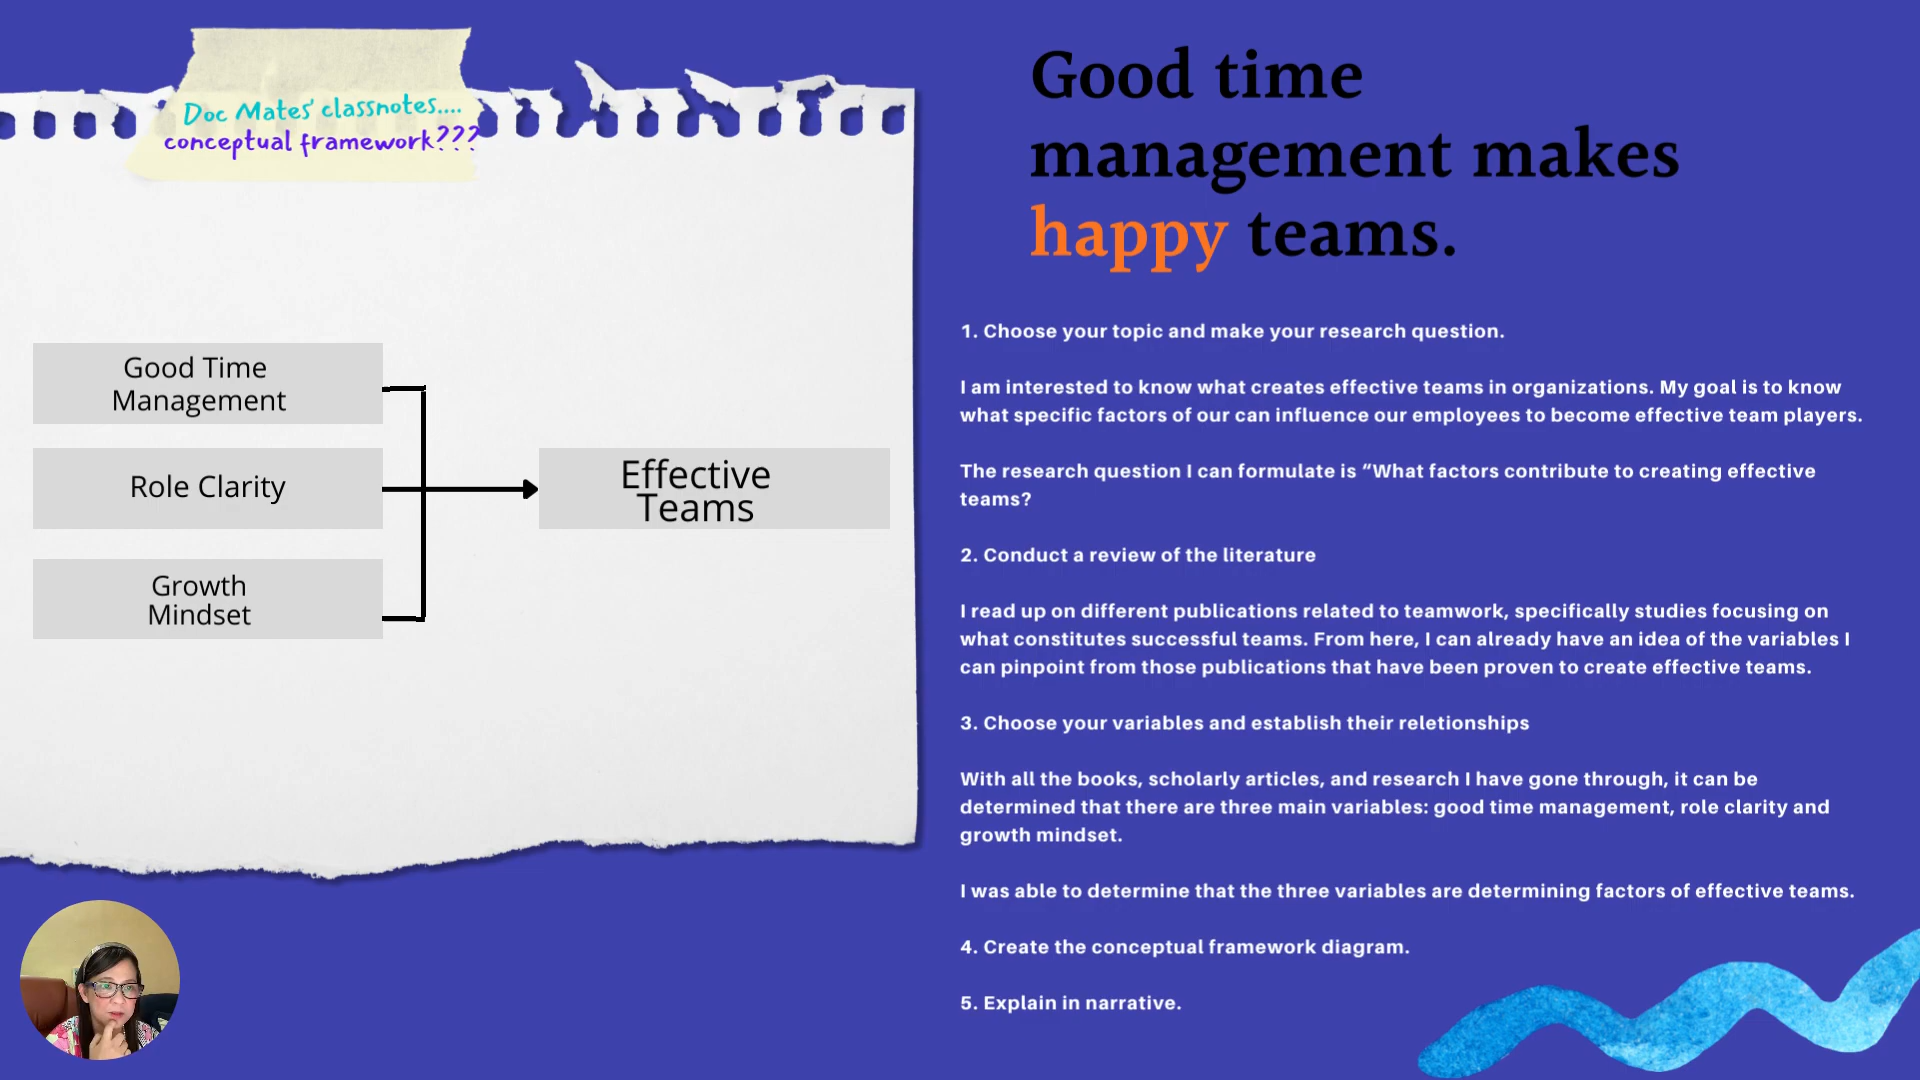 Doc Mates' classnotes....
conceptual framework???
Good Time
Management
Role Clarity
Growth
Mindset
Effective
Teams
Good time
management makes
happy teams.
1. Choose your topic and make your research question.
I am interested to know what creates effective teams in organizations. My goal is to know
what specific factors of our can influence our employees to become effective team players.
The research question I can formulate is “What factors contribute to creating effective
teams?
2. Conduct a review of the literature
I read up on different publications related to teamwork, specifically studies focusing on
what constitutes successful teams. From here, I can already have an idea of the variables I
can pinpoint from those publications that have been proven to create effective teams.
3. Choose your variables and establish their reletionships
With all the books, scholarly articles, and research I have gone through, it can be
determined that there are three main variables: good time management, role clarity and
growth mindset.
I was able to determine that the three variables are determining factors of effective teams.
4. Create the conceptual framework diagram.
5. Explain in narrative.